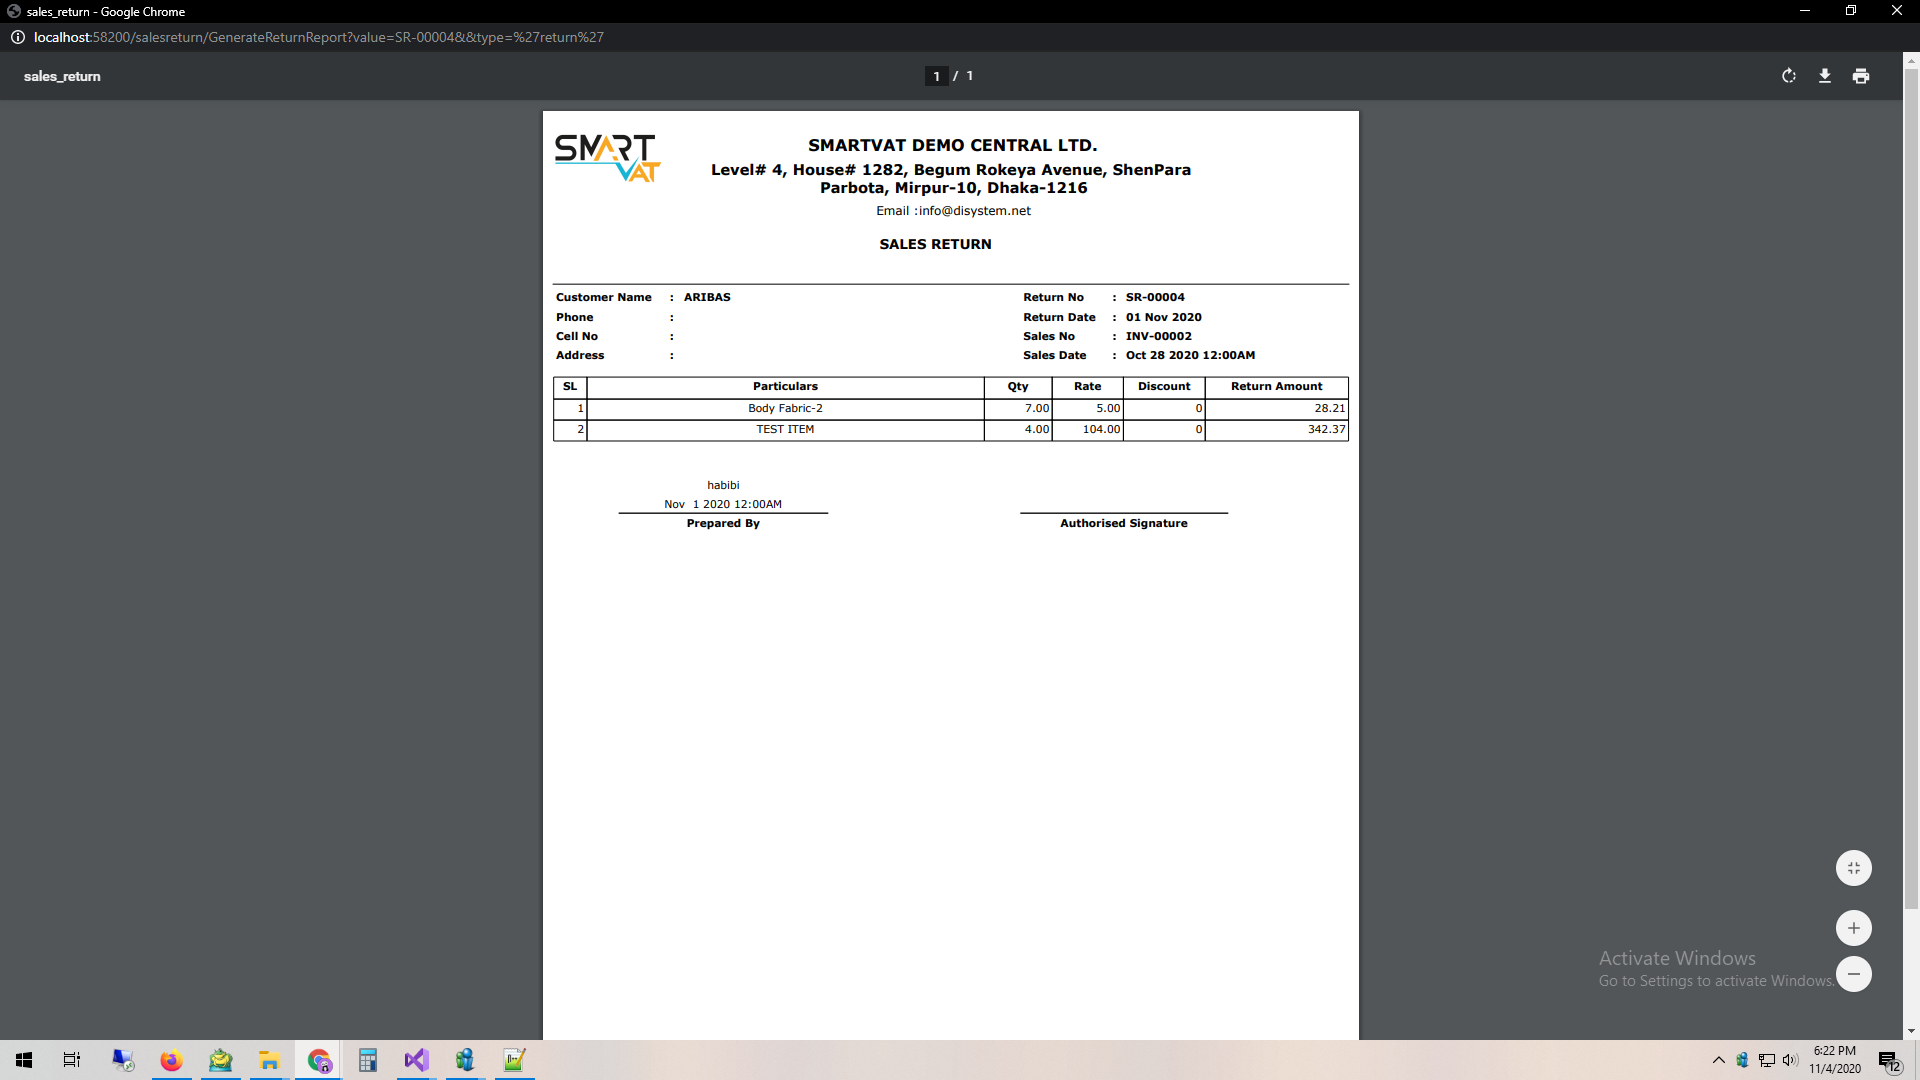 sales_return - Google Chrome
localhost:58200/salesreturn/GenerateReturnReport?value=SR-00004&&type=%27return%27
sales_return
1 / 1
SMART
VAT
SMARTVAT DEMO CENTRAL LTD.
Level# 4, House# 1282, Begum Rokeya Avenue, ShenPara
Parbota, Mirpur-10, Dhaka-1216
Email :info@disystem.net
SALES RETURN
Customer Name : ARIBAS Return No : SR-00004
Phone : Return Date : 01 Nov 2020
Cell No : Sales No : INV-00002
Address : Sales Date : Oct 28 2020 12:00AM
SL Particulars Qty Rate Discount Return Amount
1 Body Fabric-2 7.00 5.00 0 28.21
2 TEST ITEM 4.00 104.00 0 342.37
habibi
Nov 1 2020 12:00AM
Prepared By Authorised Signature
Activate Windows
Go to Settings to activate Windows.
6:22 PM
11/4/2020
12